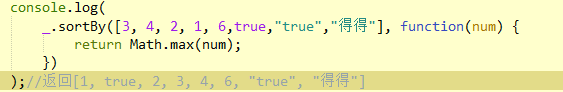 console.log(
_.sortBy([3, 4, 2, 1, 6,true,"true","得得"], function(num) {
return Math.max(num);
})
);//返回[1, true, 2, 3, 4, 6, "true", "得得"]